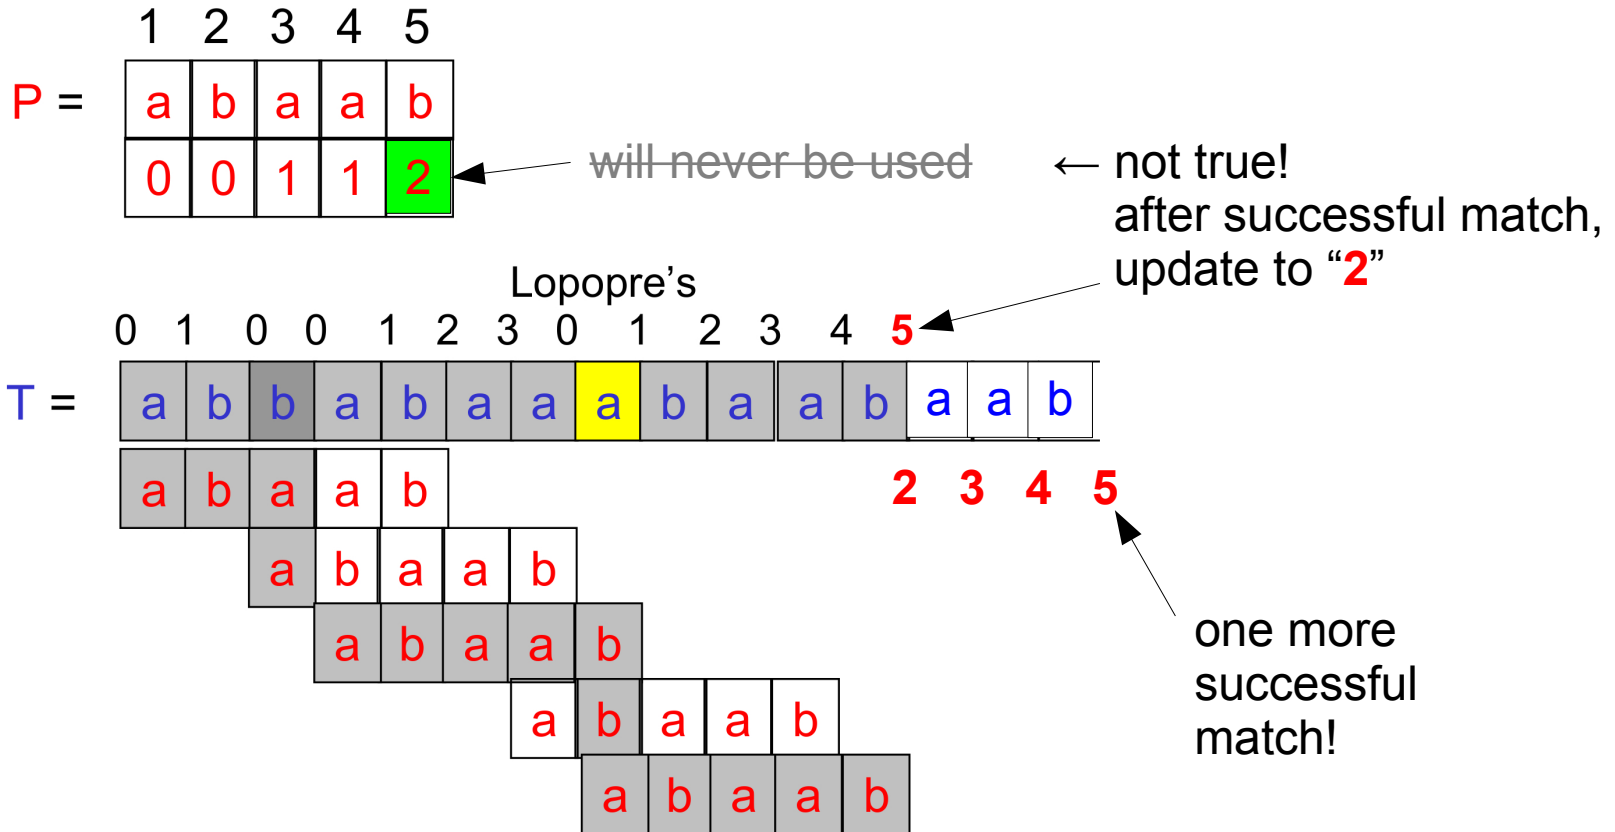 1 2 3 4 5
P = a b a a b
0 0 1 1 2 will never be used ← not true!
after successful match,
update to “2”
Lopopre’s
0 1 0 0 1 2 3 0 1 2 3 4 5
T = a b b a b a a a b a a b a a b
a b a a b
2 3 4 5
a b a a b
a b a a b
one more
successful
match!
a b a a b
a b a a b